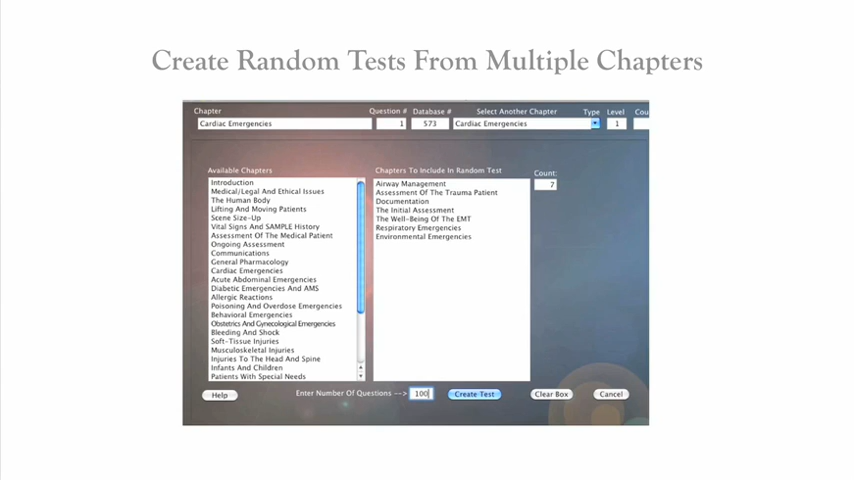 Create Random Tests From Multiple Chapters
Chapter Question # Database # Select Another Chapter Type Level Cou
Cardiac Emergencies 1 573 Cardiac Emergencies 1
Available Chapters
Introduction
Medical/Legal And Ethical Issues
The Human Body
Lifting And Moving Patients
Scene Size-Up
Vital Signs And SAMPLE History
Assessment Of The Medical Patient
Ongoing Assessment
Communications
General Pharmacology
Cardiac Emergencies
Acute Abdominal Emergencies
Diabetic Emergencies And AMS
Allergic Reactions
Poisoning And Overdose Emergencies
Behavioral Emergencies
Obstetrics And Gynecological Emergencies
Bleeding And Shock
Soft-Tissue Injuries
Musculoskeletal Injuries
Injuries To The Head And Spine
Infants And Children
Patients With Special Needs
Chapters To Include In Random Test
Airway Management
Assessment Of The Trauma Patient
Documentation
The Initial Assessment
The Well-Being Of The EMT
Respiratory Emergencies
Environmental Emergencies
Count:
7
Help Enter Number Of Questions --> 100 Create Test Clear Box Cancel